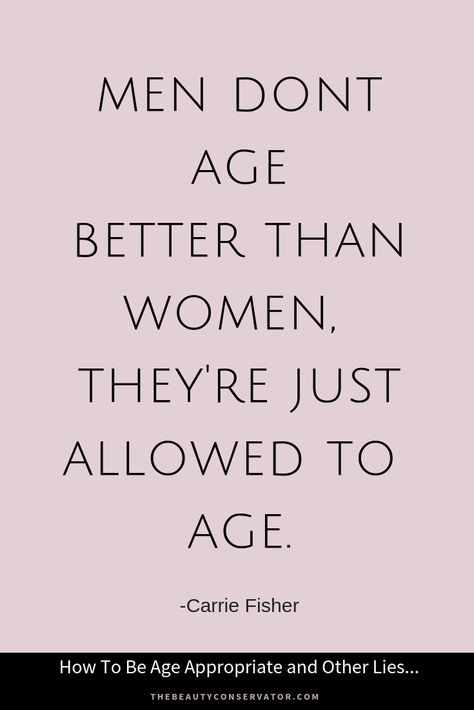 MEN DONT
AGE
BETTER THAN
WOMEN,
THEY'RE JUST
ALLOWED TO
AGE.
-Carrie Fisher
How To Be Age Appropriate and Other Lies...
THEBEAUTYCONSERVATOR.COM